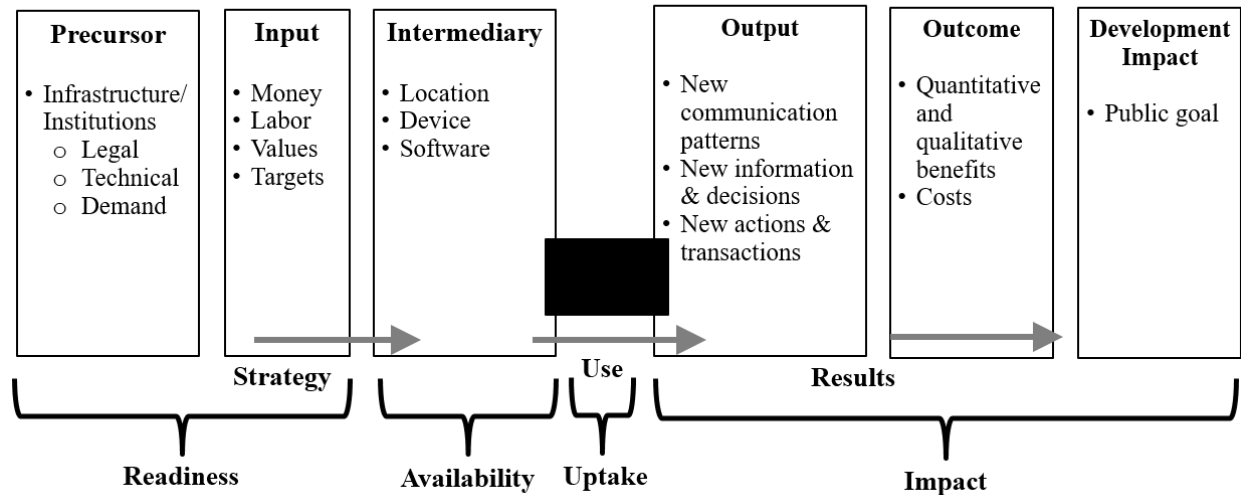 Precursor
• Infrastructure/
Institutions
o Legal
o Technical
o Demand
Input
• Money
• Labor
• Values
• Targets
Intermediary
• Location
• Device
• Software
Output
• New
communication
patterns
• New information
& decisions
• New actions &
transactions
Outcome
• Quantitative
and
qualitative
benefits
• Costs
Development
Impact
• Public goal
Strategy
Use
Results
Readiness
Availability
Uptake
Impact